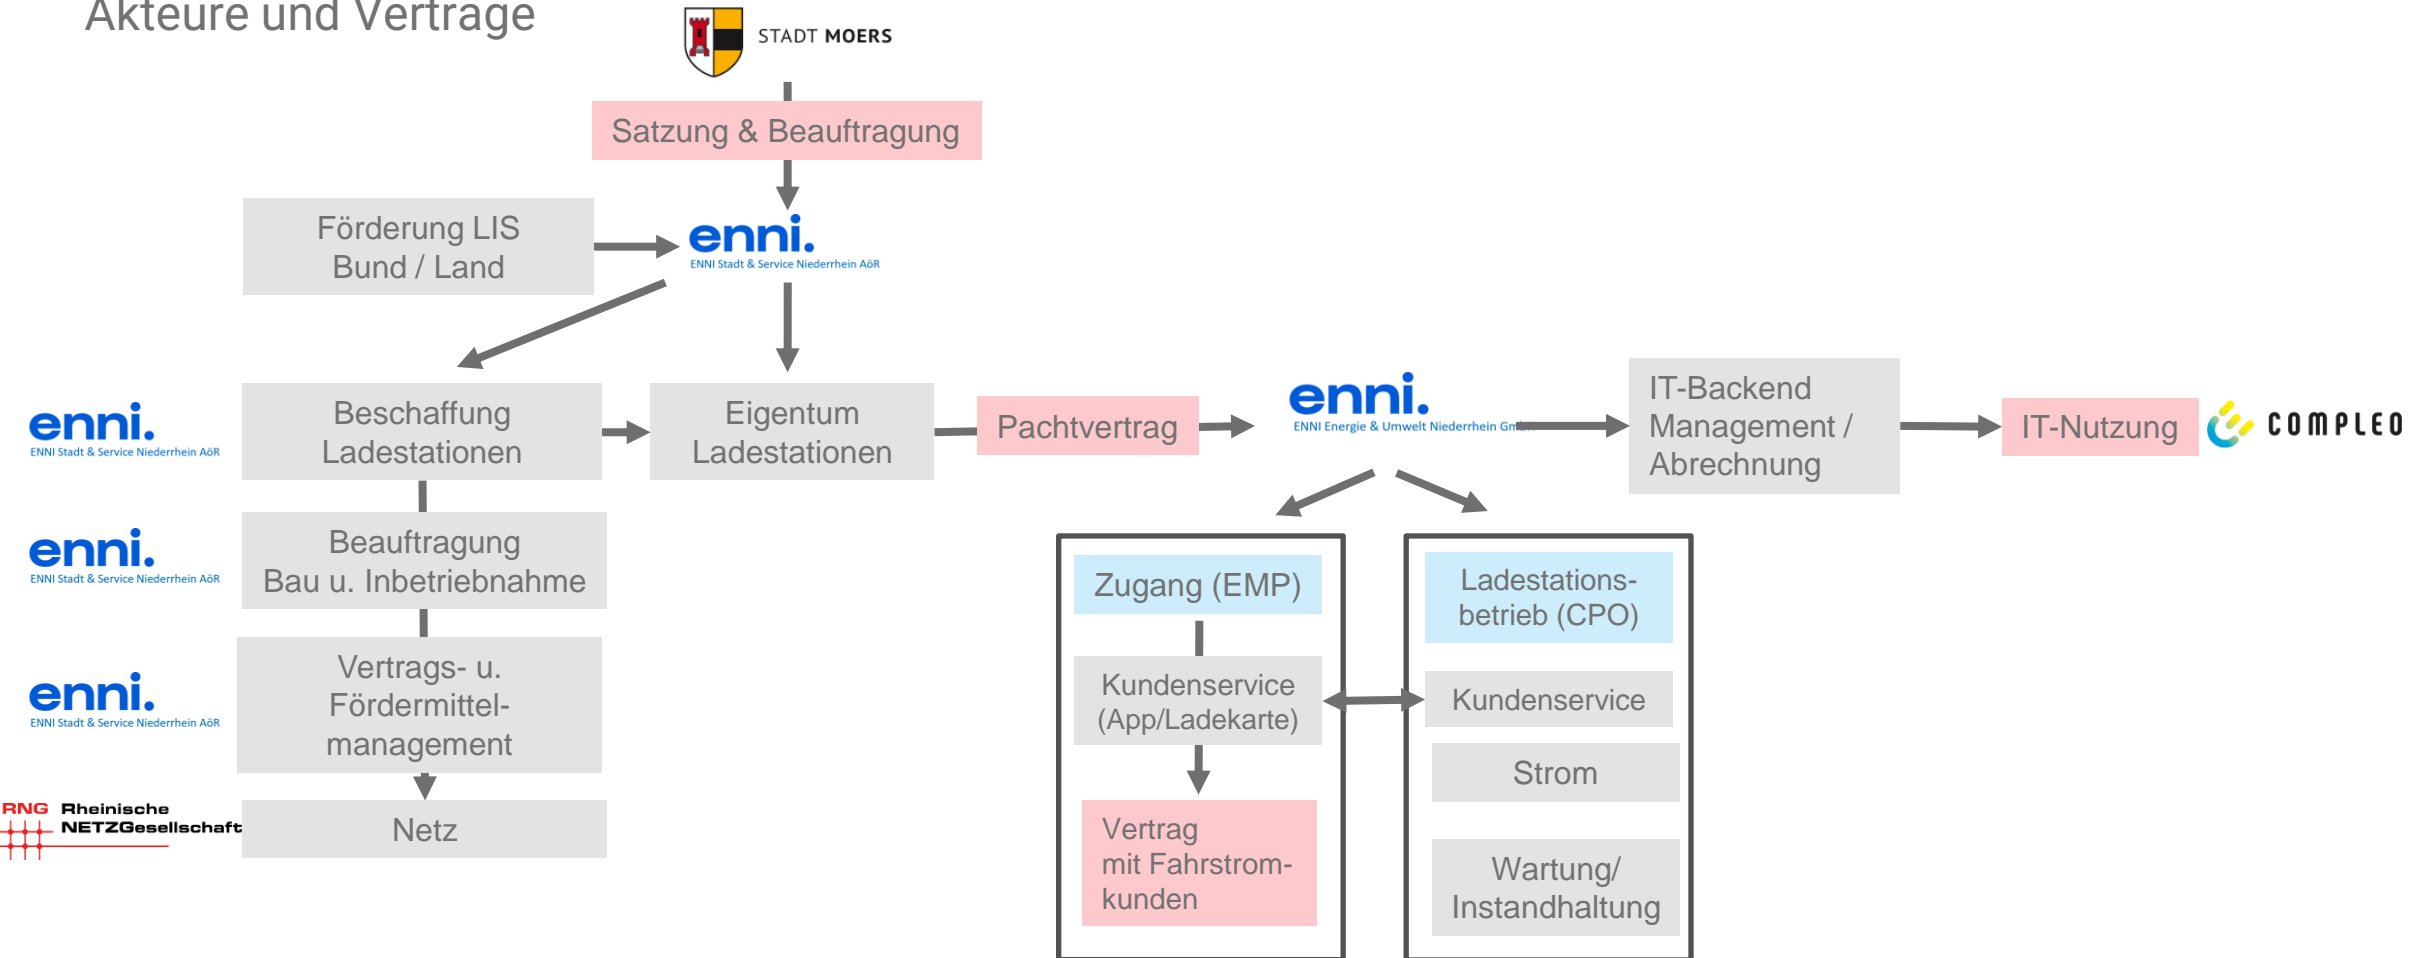 Akteure und Verträge
STADT MOERS
Satzung & Beauftragung
Förderung LIS
Bund / Land
enni.
ENNI Stadt & Service Niederrhein AöR
enni.
ENNI Stadt & Service Niederrhein AöR
Beschaffung
Ladestationen
Eigentum
Ladestationen
Pachtvertrag
enni.
ENNI Energie & Umwelt Niederrhein GmbH
IT-Backend
Management /
Abrechnung
IT-Nutzung
COMPLEO
enni.
ENNI Stadt & Service Niederrhein AöR
Beauftragung
Bau u. Inbetriebnahme
enni.
ENNI Stadt & Service Niederrhein AöR
Vertrags- u.
Fördermittel-
management
RNG Rheinische
NETZGesellschaft
Netz
Zugang (EMP)
Kundenservice
(App/Ladekarte)
Vertrag
mit Fahrstrom-
kunden
Ladestations-
betrieb (CPO)
Kundenservice
Strom
Wartung/
Instandhaltung